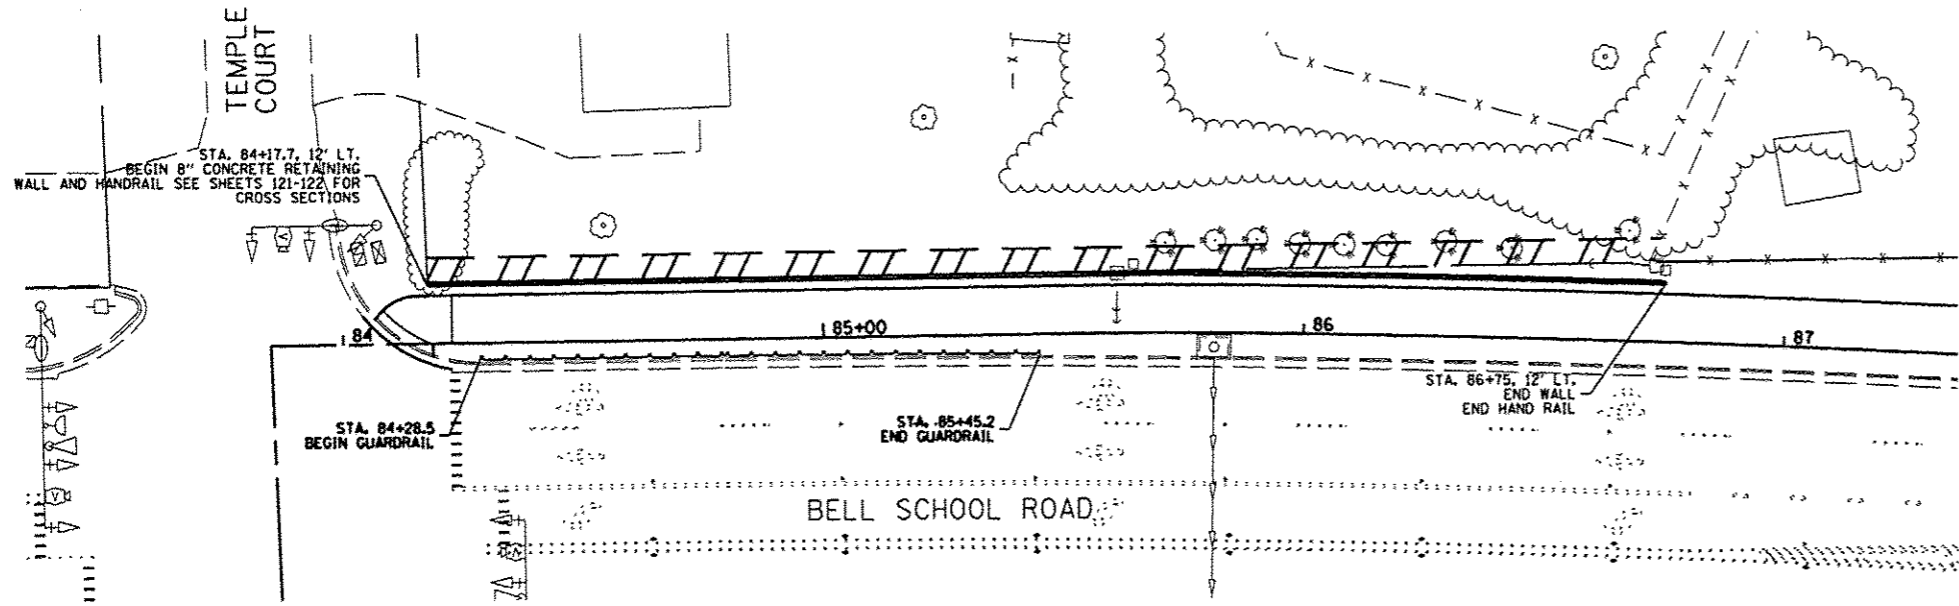 TEMPLE
COURT
STA. 84+17.7, 12' LT.
BEGIN 8" CONCRETE RETAINING
WALL AND HANDRAIL SEE SHEETS 121-122 FOR
CROSS SECTIONS
84
85+00
86
87
STA. 84+28.5
BEGIN GUARDRAIL
STA. 85+45.2
END GUARDRAIL
STA. 86+75, 12' LT.
END WALL
END HAND RAIL
BELL SCHOOL ROAD